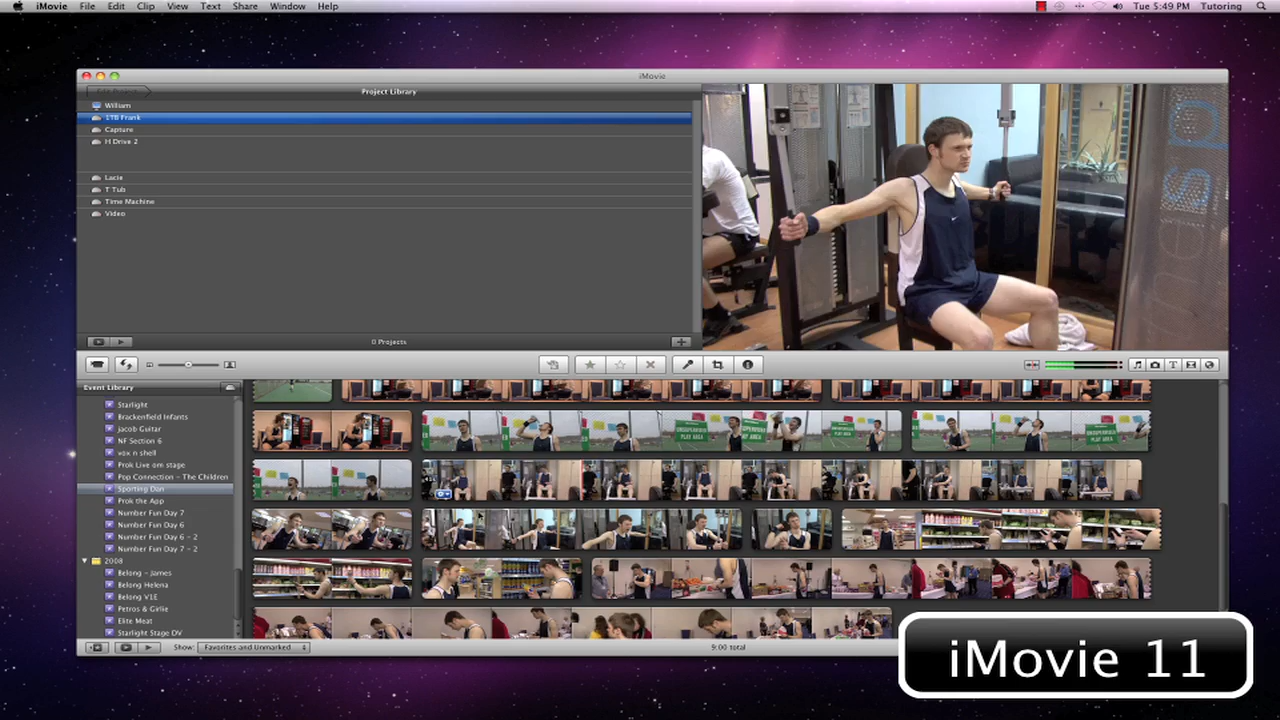 iMovie File Edit Clip View Text Share Window Help Tue 5:49 PM Tutoring
iMovie
Edit Project Project Library
William
1TB Frank
Capture
H Drive 2
Lacie
T Tub
Time Machine
Video
0 Projects
Event Library
Starlight
Brackenfield Infants
Jacob Guitar
NF Section 6
vox n shell
Prok Live om stage
Pop Connection – The Children
Sporting Dan
Prok the App
Number Fun Day 7
Number Fun Day 6
Number Fun Day 6 – 2
Number Fun Day 7 – 2
2008
Belong – James
Belong Helena
Belong V1E
Petros & Girlie
Elite Meat
Starlight Stage DV
Show: Favorites and Unmarked 9:00 total
iMovie 11